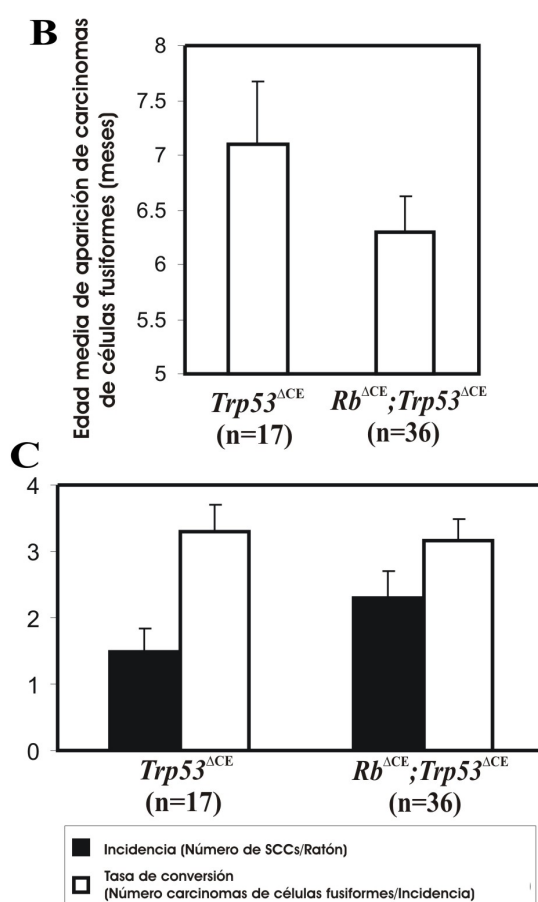 B
Edad media de aparición de carcinomas
de células fusiformes (meses)
8
7.5
7
6.5
6
5.5
5
Trp53ΔCE
RbΔCE;Trp53ΔCE
(n=17)
(n=36)
C
4
3
2
1
0
Trp53ΔCE
RbΔCE;Trp53ΔCE
(n=17)
(n=36)
Incidencia (Número de SCCs/Ratón)
Tasa de conversión
(Número carcinomas de células fusiformes/Incidencia)